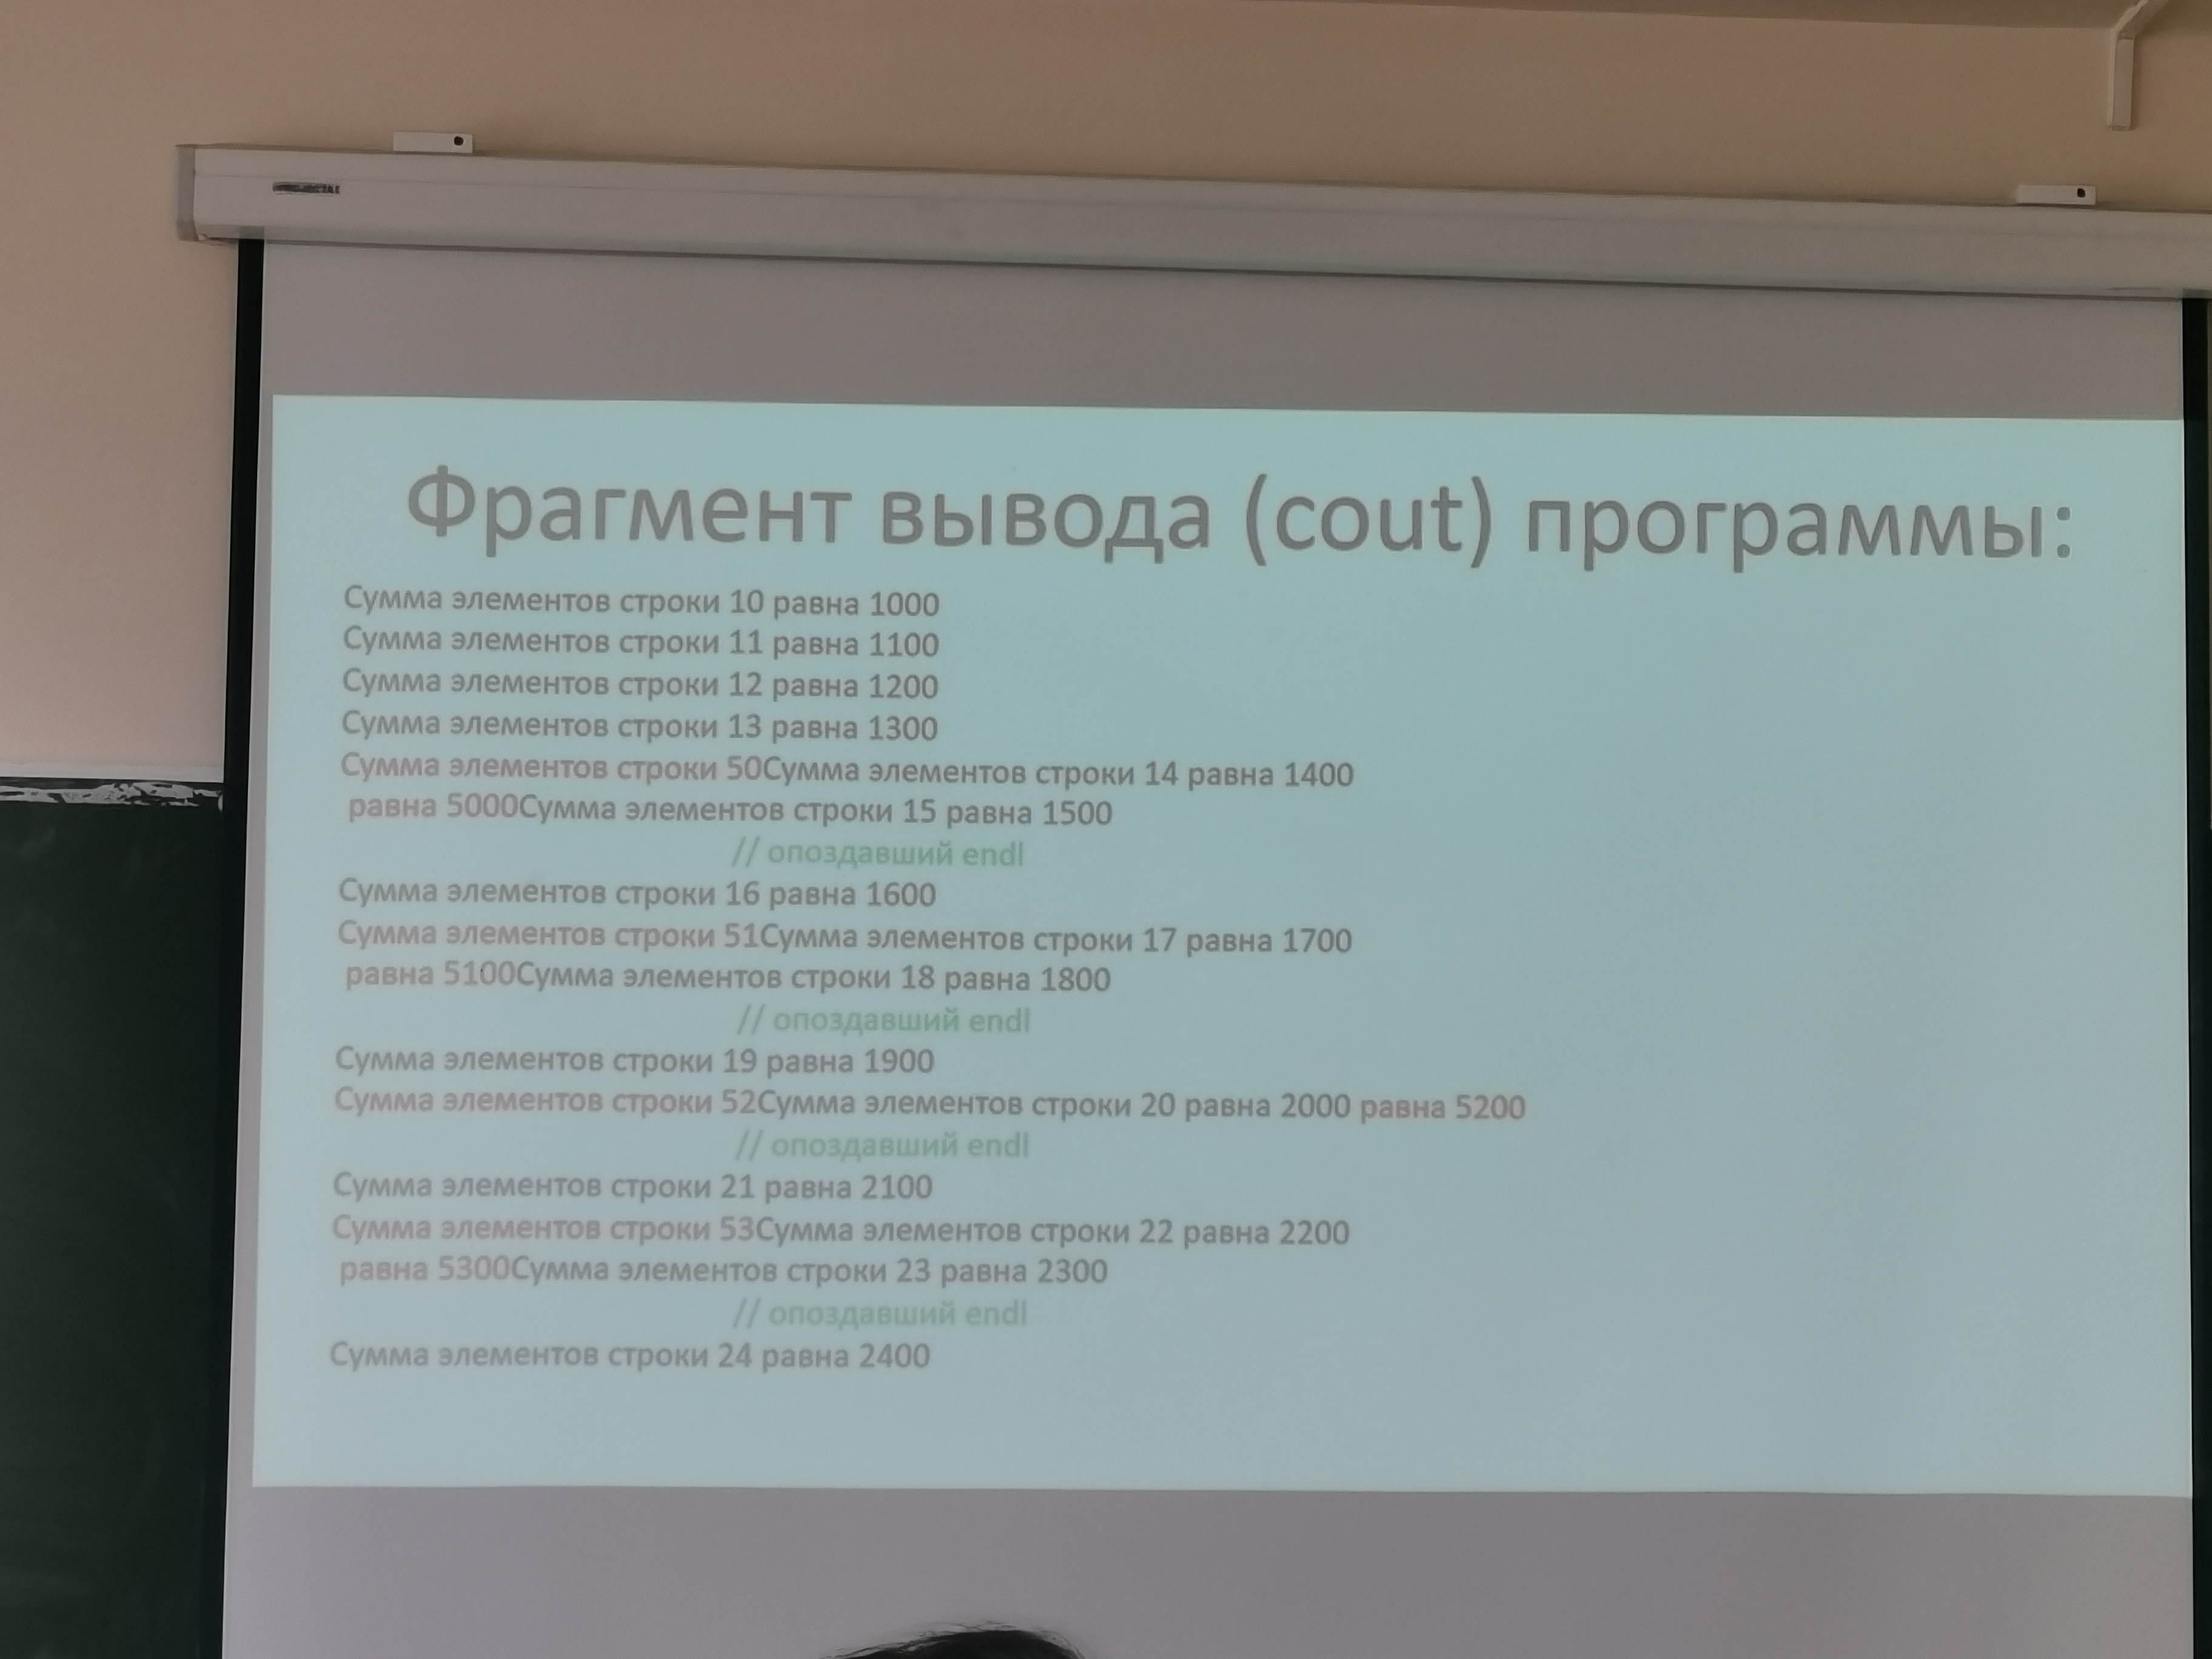 Фрагмент вывода (cout) программы:
Сумма элементов строки 10 равна 1000
Сумма элементов строки 11 равна 1100
Сумма элементов строки 12 равна 1200
Сумма элементов строки 13 равна 1300
Сумма элементов строки 50Сумма элементов строки 14 равна 1400
равна 5000Сумма элементов строки 15 равна 1500
// опоздавший endl
Сумма элементов строки 16 равна 1600
Сумма элементов строки 51Сумма элементов строки 17 равна 1700
равна 5100Сумма элементов строки 18 равна 1800
// опоздавший endl
Сумма элементов строки 19 равна 1900
Сумма элементов строки 52Сумма элементов строки 20 равна 2000 равна 5200
// опоздавший endl
Сумма элементов строки 21 равна 2100
Сумма элементов строки 53Сумма элементов строки 22 равна 2200
равна 5300Сумма элементов строки 23 равна 2300
// опоздавший endl
Сумма элементов строки 24 равна 2400